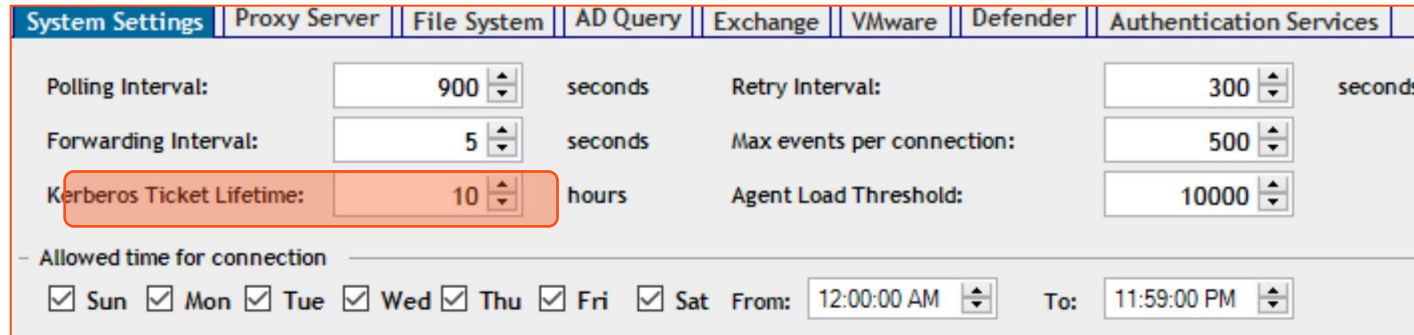 System Settings Proxy Server File System AD Query Exchange VMware Defender Authentication Services
Polling Interval: 900 seconds Retry Interval: 300 seconds
Forwarding Interval: 5 seconds Max events per connection: 500
Kerberos Ticket Lifetime: 10 hours Agent Load Threshold: 10000
Allowed time for connection
Sun Mon Tue Wed Thu Fri Sat From: 12:00:00 AM To: 11:59:00 PM